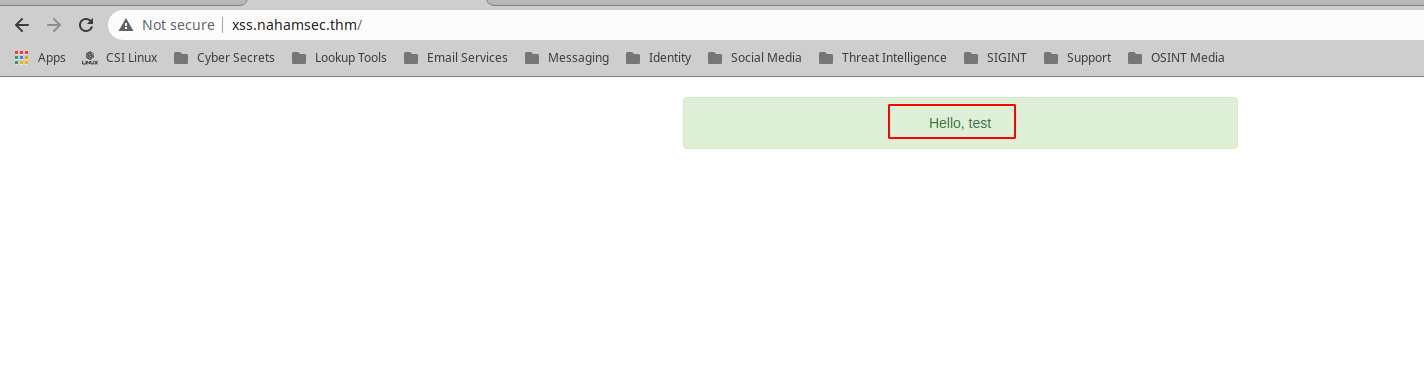 Not secure xss.nahamsec.thm/
Apps CSI Linux Cyber Secrets Lookup Tools Email Services Messaging Identity Social Media Threat Intelligence SIGINT Support OSINT Media
Hello, test